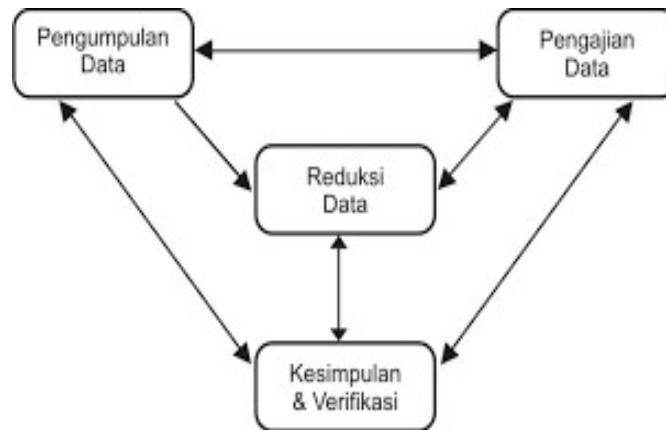 Pengumpulan
Data
Pengajian
Data
Reduksi
Data
Kesimpulan
& Verifikasi